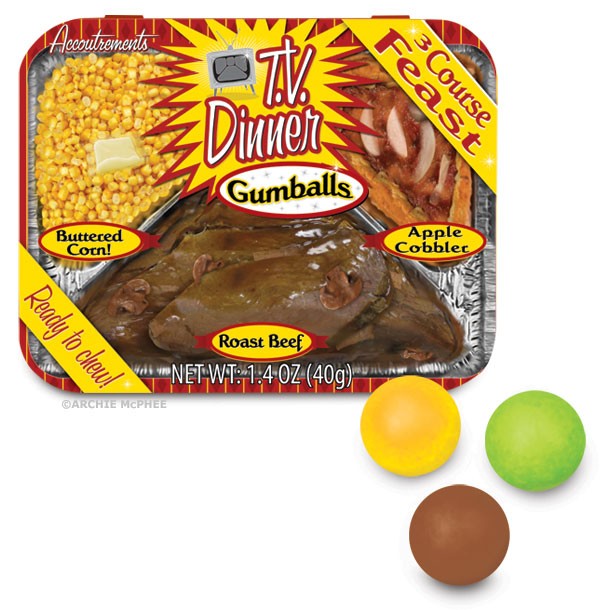 Accoutrements
T.V.
Dinner
Gumballs
3 Course
Feast
Buttered
Corn!
Apple
Cobbler
Roast Beef
Ready to chew!
NET WT: 1.4 OZ (40g)
©ARCHIE McPHEE